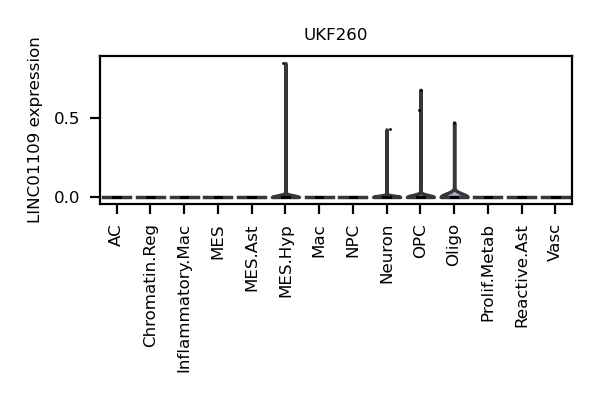 UKF260
LINC01109 expression
0.5
0.0
AC
Chromatin.Reg
Inflammatory.Mac
MES
MES.Ast
MES.Hyp
Mac
NPC
Neuron
OPC
Oligo
Prolif.Metab
Reactive.Ast
Vasc